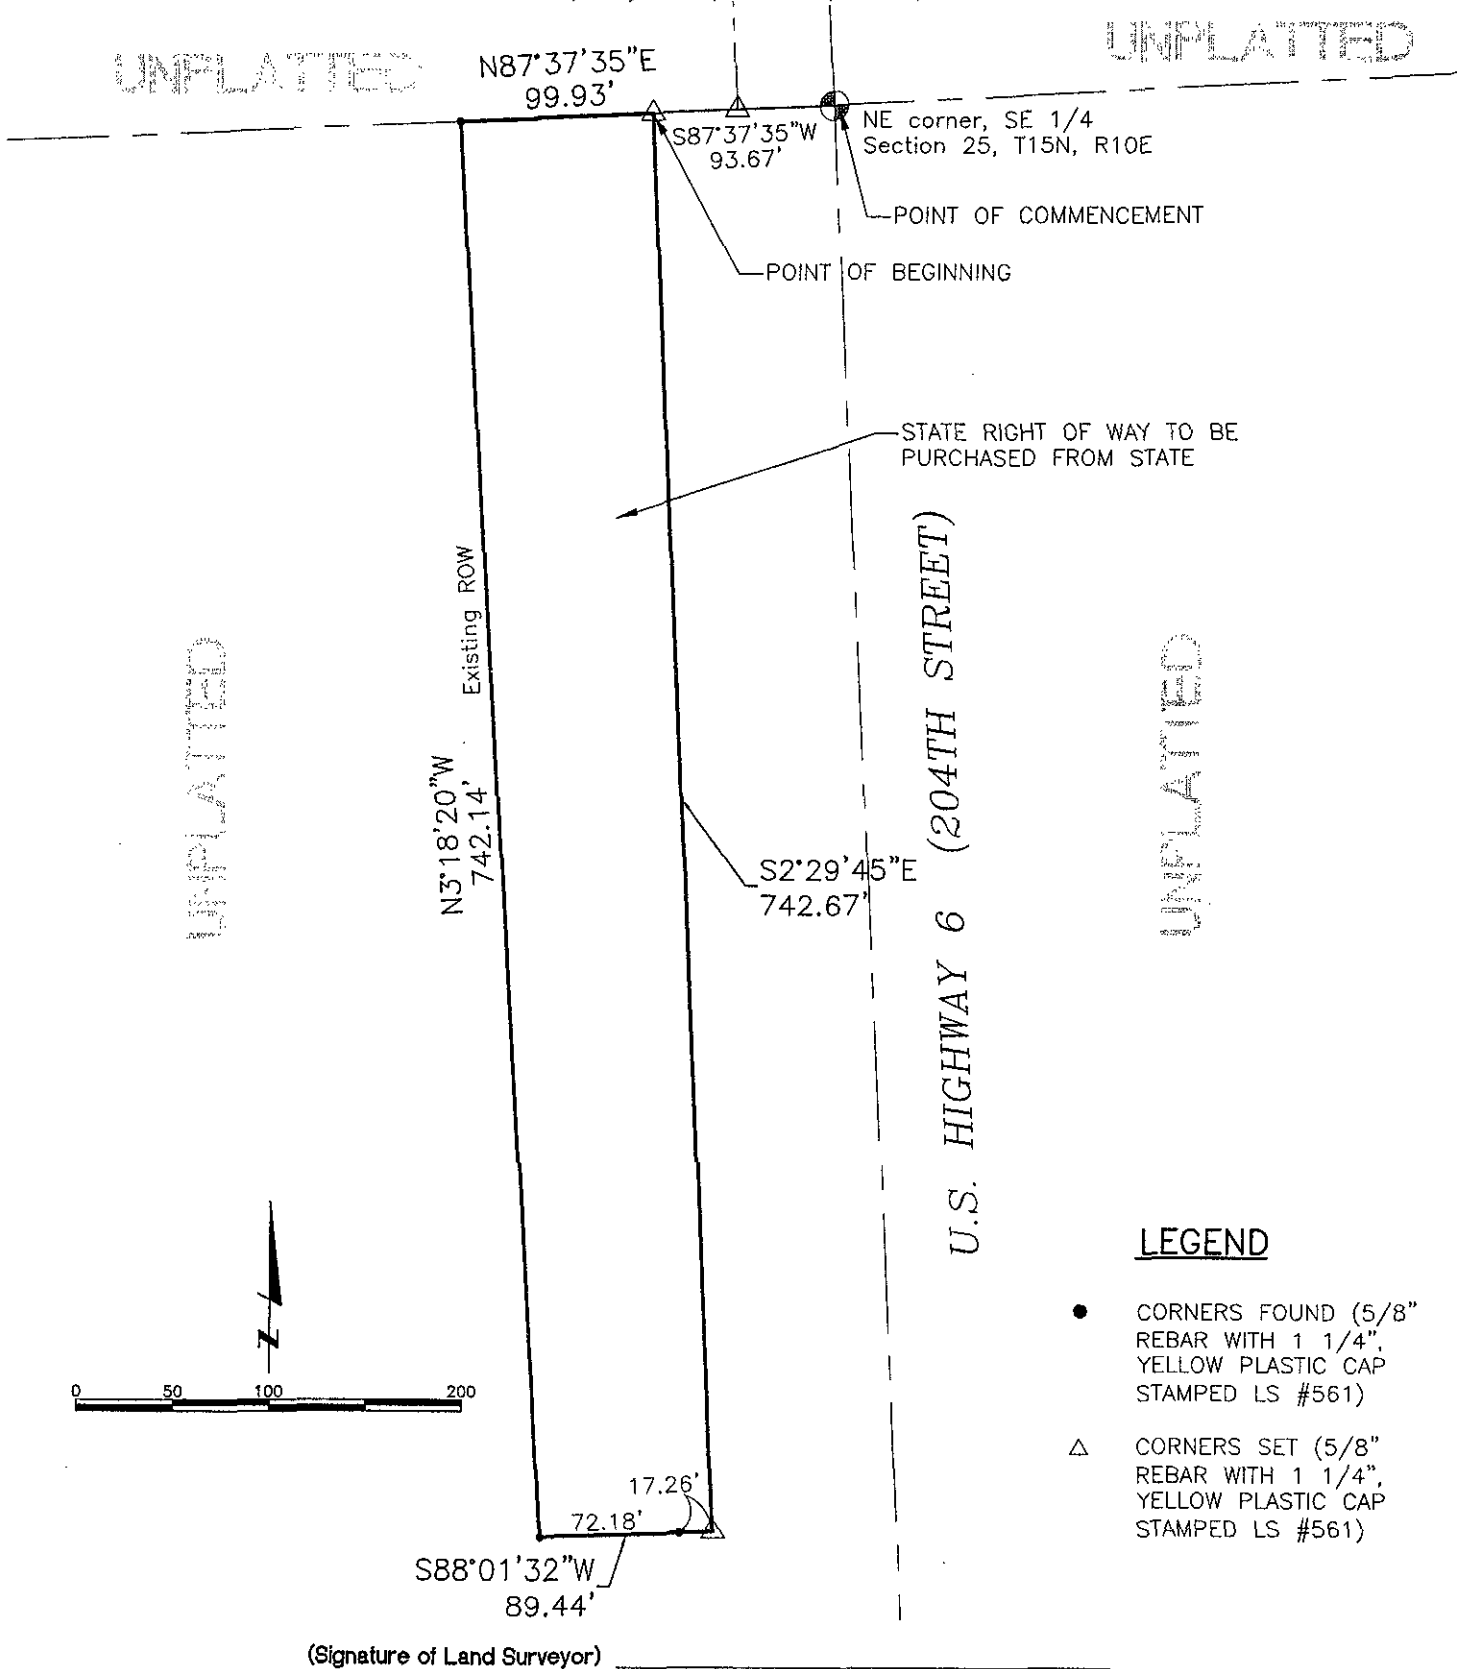 UNPLATTED
UNPLATTED
N87°37'35"E
99.93'
S87°37'35"W
93.67'
NE corner, SE 1/4
Section 25, T15N, R10E
POINT OF COMMENCEMENT
POINT OF BEGINNING
STATE RIGHT OF WAY TO BE
PURCHASED FROM STATE
Existing ROW
N3°18'20"W
742.14'
UNPLATTED
U.S. HIGHWAY 6 (204TH STREET)
UNPLATTED
S2°29'45"E
742.67'
N
0 50 100 200
17.26'
72.18'
S88°01'32"W
89.44'
LEGEND
CORNERS FOUND (5/8"
REBAR WITH 1 1/4",
YELLOW PLASTIC CAP
STAMPED LS #561)
CORNERS SET (5/8"
REBAR WITH 1 1/4",
YELLOW PLASTIC CAP
STAMPED LS #561)
(Signature of Land Surveyor)